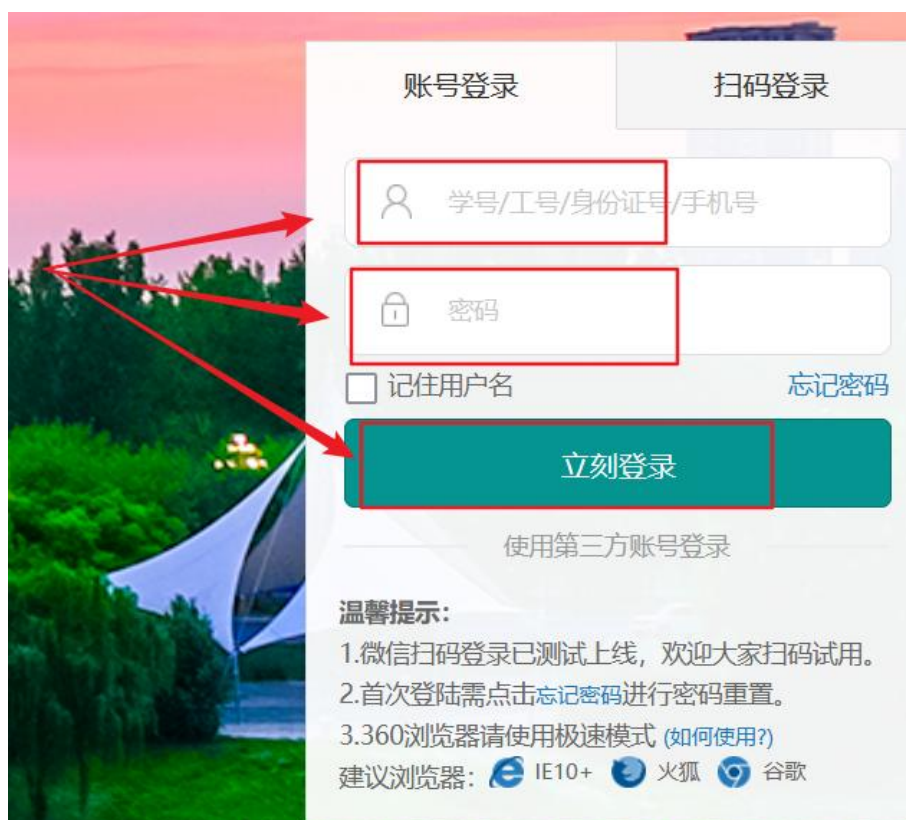 账号登录 扫码登录
学号/工号/身份证号/手机号
密码
记住用户名 忘记密码
立刻登录
使用第三方账号登录
温馨提示：
1.微信扫码登录已测试上线，欢迎大家扫码试用。
2.首次登陆需点击忘记密码进行密码重置。
3.360浏览器请使用极速模式 (如何使用?)
建议浏览器： IE10+ 火狐 谷歌